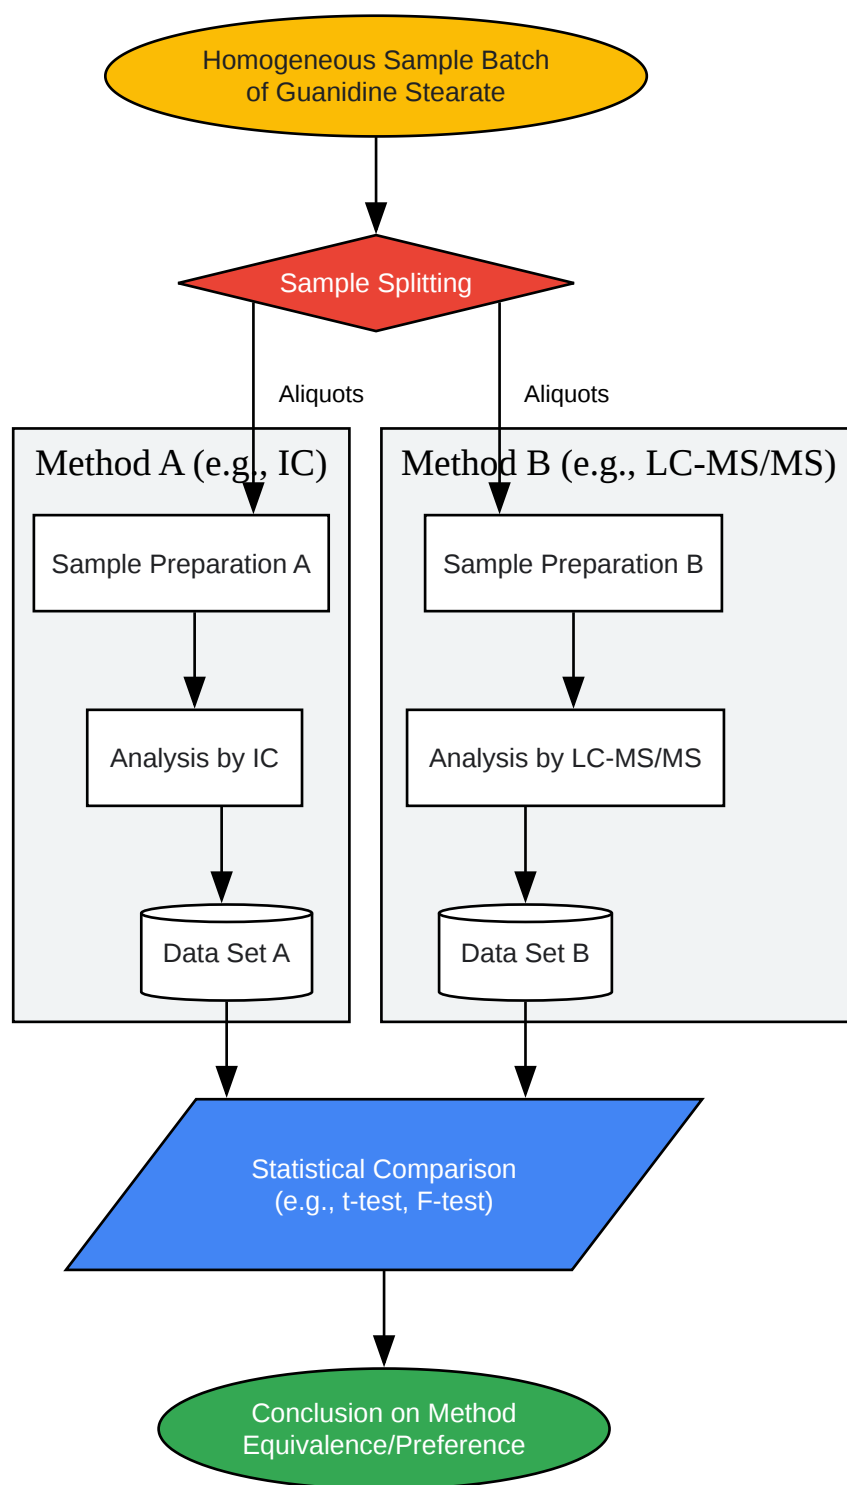 Homogeneous Sample Batch
of Guanidine Stearate
Sample Splitting
Aliquots
Aliquots
Method A (e.g., IC)
Method B (e.g., LC-MS/MS)
Sample Preparation A
Sample Preparation B
Analysis by IC
Analysis by LC-MS/MS
Data Set A
Data Set B
Statistical Comparison
(e.g., t-test, F-test)
Conclusion on Method
Equivalence/Preference